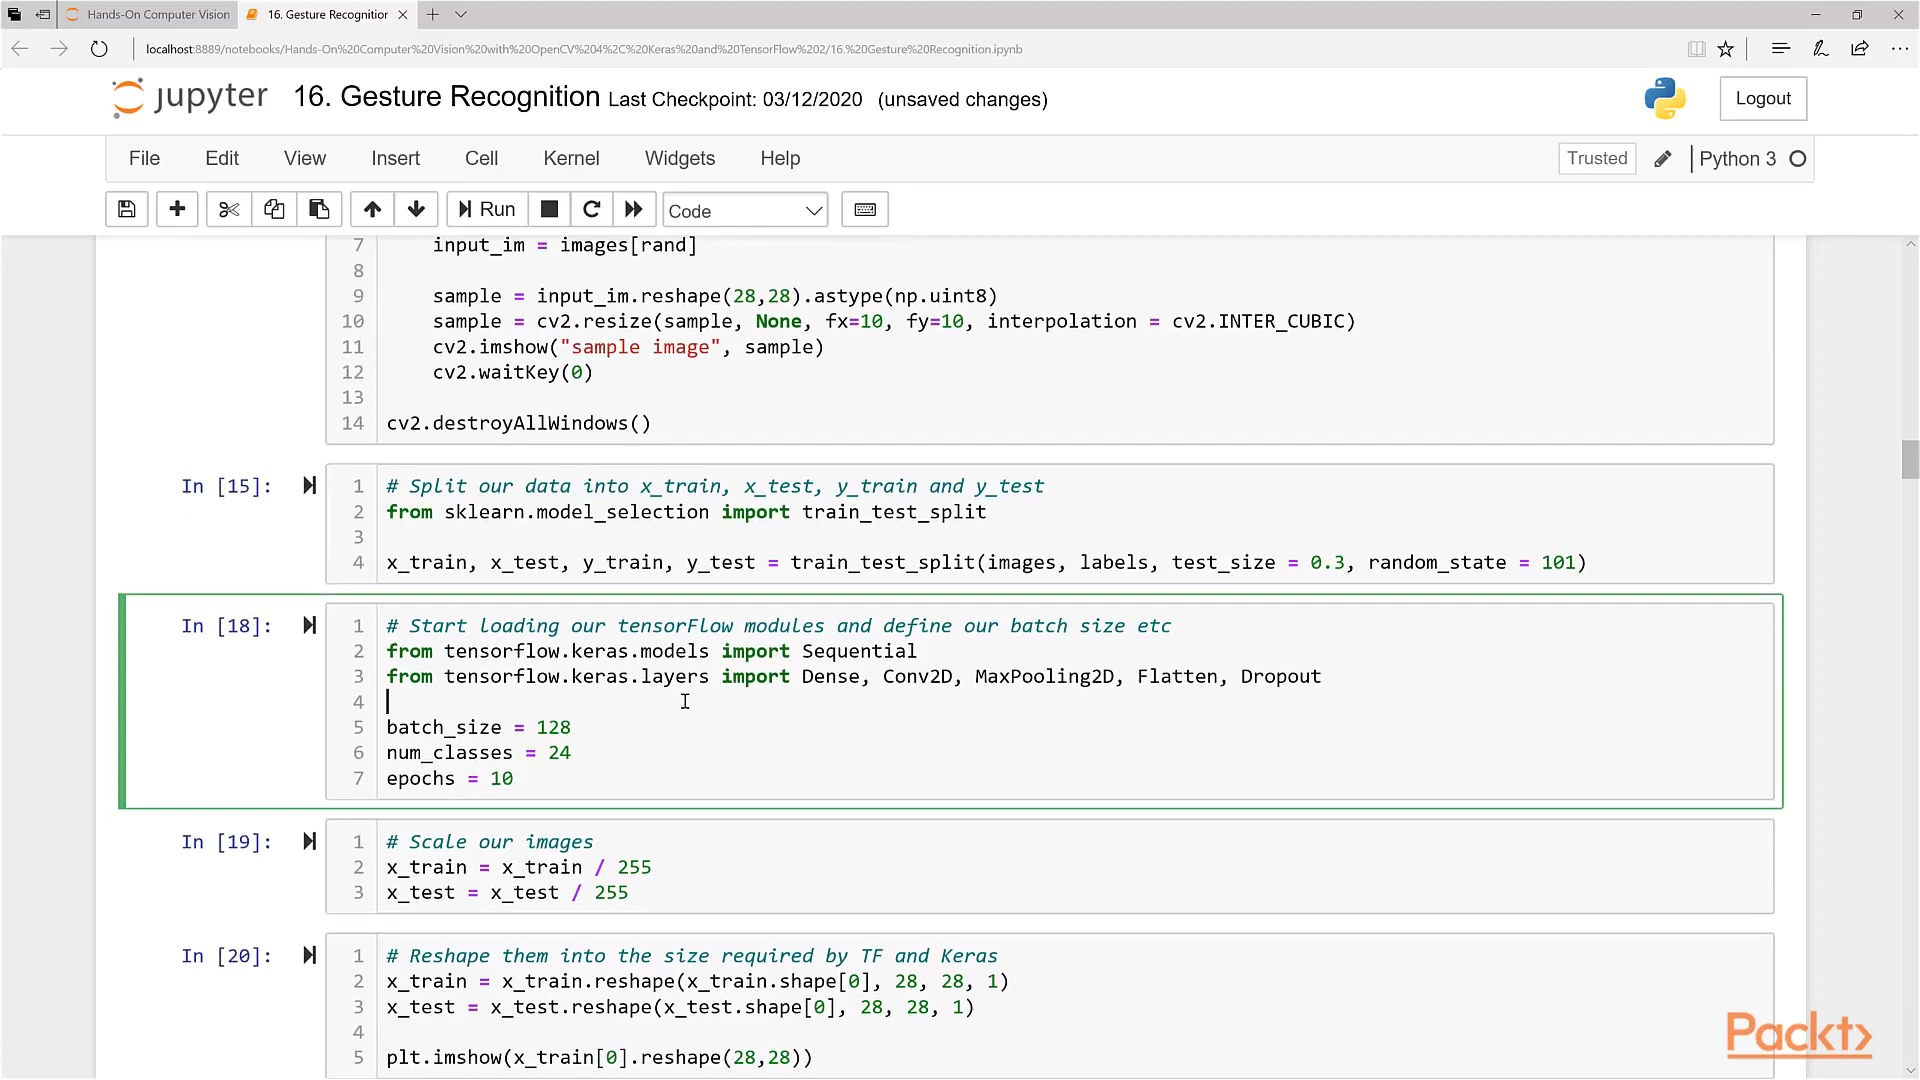 Hands-On Computer Vision
16. Gesture Recognitior
localhost:8889/notebooks/Hands-On%20Computer%20Vision%20with%20OpenCV%204%2C%20Keras%20and%20TensorFlow%202/16.%20Gesture%20Recognition.ipynb
jupyter 16. Gesture Recognition Last Checkpoint: 03/12/2020 (unsaved changes)
Logout
File Edit View Insert Cell Kernel Widgets Help
Trusted Python 3
Run Code
7 input_im = images[rand]
8
9 sample = input_im.reshape(28,28).astype(np.uint8)
10 sample = cv2.resize(sample, None, fx=10, fy=10, interpolation = cv2.INTER_CUBIC)
11 cv2.imshow("sample image", sample)
12 cv2.waitKey(0)
13
14 cv2.destroyAllWindows()
In [15]:
1 # Split our data into x_train, x_test, y_train and y_test
2 from sklearn.model_selection import train_test_split
3
4 x_train, x_test, y_train, y_test = train_test_split(images, labels, test_size = 0.3, random_state = 101)
In [18]:
1 # Start loading our tensorFlow modules and define our batch size etc
2 from tensorflow.keras.models import Sequential
3 from tensorflow.keras.layers import Dense, Conv2D, MaxPooling2D, Flatten, Dropout
4
5 batch_size = 128
6 num_classes = 24
7 epochs = 10
In [19]:
1 # Scale our images
2 x_train = x_train / 255
3 x_test = x_test / 255
In [20]:
1 # Reshape them into the size required by TF and Keras
2 x_train = x_train.reshape(x_train.shape[0], 28, 28, 1)
3 x_test = x_test.reshape(x_test.shape[0], 28, 28, 1)
4
5 plt.imshow(x_train[0].reshape(28,28))
Packt>